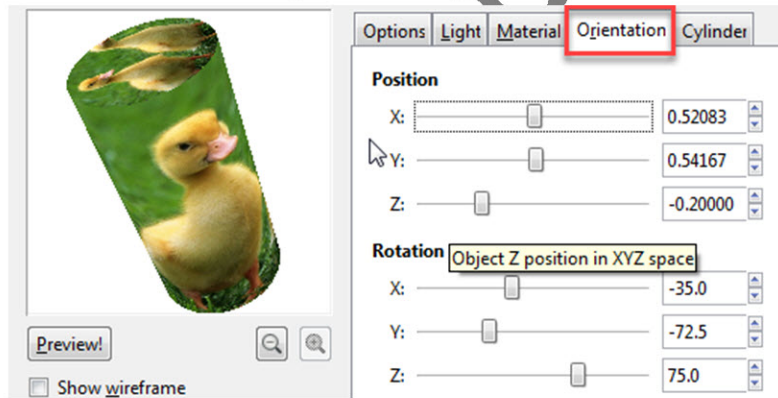 Options Light Material Orientation Cylinder
Position
X: 0.52083
Y: 0.54167
Z: -0.20000
Rotation
Object Z position in XYZ space
X: -35.0
Y: -72.5
Z: 75.0
Preview!
Show wireframe